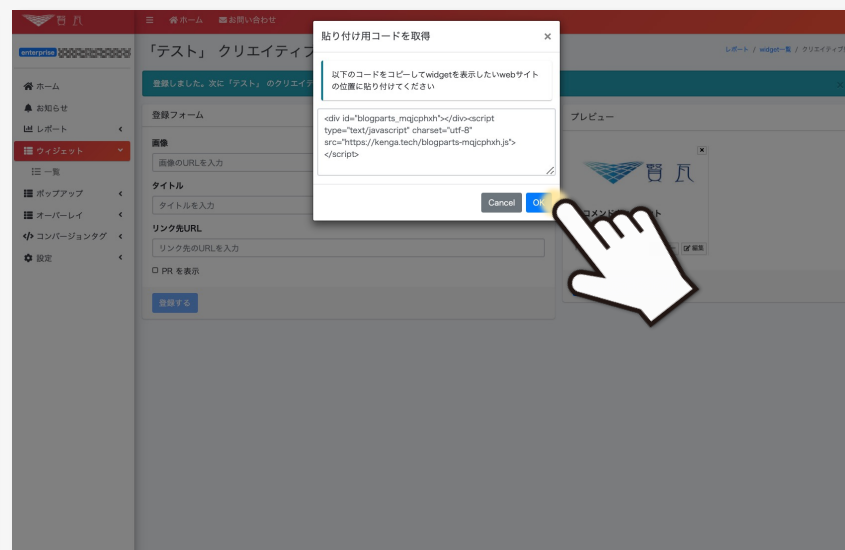 賢瓦
ホーム
お問い合わせ
enterprise
「テスト」 クリエイティブ
レポート / widget一覧 / クリエイティブ
登録しました。次に「テスト」 のクリエイテ
貼り付け用コードを取得
以下のコードをコピーしてwidgetを表示したいwebサイト
の位置に貼り付けてください
<div id="blogparts_mqjcphxh"></div><script
type="text/javascript" charset="utf-8"
src="https://kenga.tech/blogparts-mqjcphxh.js">
</script>
Cancel
OK
ホーム
お知らせ
レポート
ウィジェット
一覧
ポップアップ
オーバーレイ
コンバージョンタグ
設定
登録フォーム
画像
画像のURLを入力
タイトル
タイトルを入力
リンク先URL
リンク先のURLを入力
PR を表示
登録する
プレビュー
賢瓦
編集